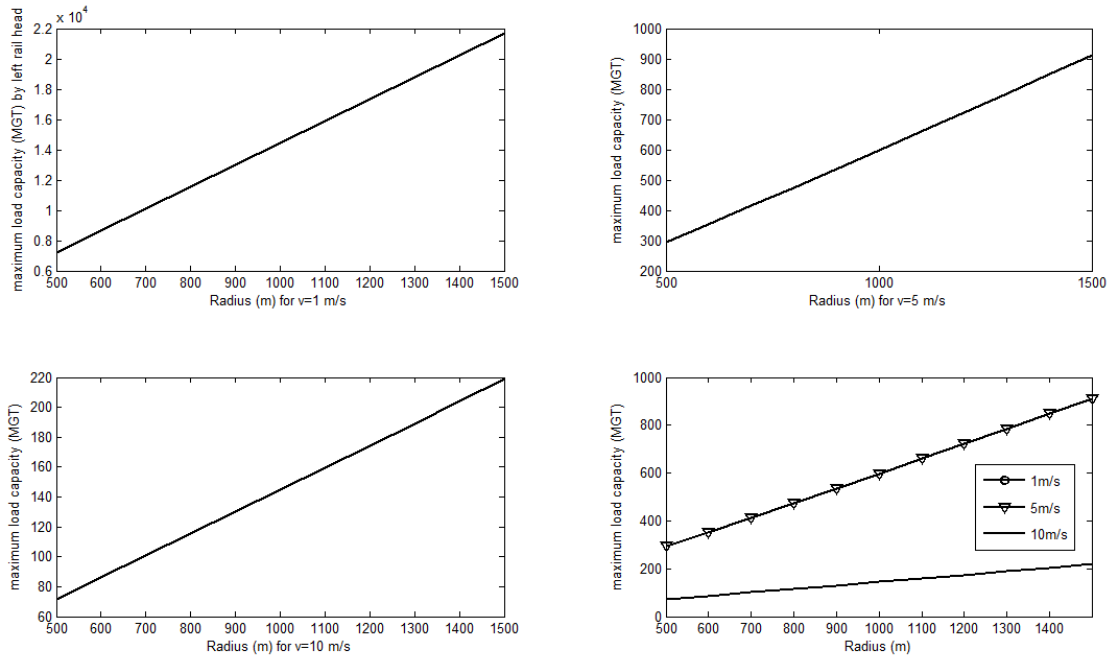 x 10^4
2.2
2
1.8
1.6
1.4
1.2
1
0.8
0.6
maximum load capacity (MGT) by left rail head
500 600 700 800 900 1000 1100 1200 1300 1400 1500
Radius (m) for v=1 m/s
1000
900
800
700
600
500
400
300
200
maximum load capacity (MGT)
500 1000 1500
Radius (m) for v=5 m/s
220
200
180
160
140
120
100
80
60
maximum load capacity (MGT)
500 600 700 800 900 1000 1100 1200 1300 1400 1500
Radius (m) for v=10 m/s
1000
800
600
400
200
0
maximum load capacity (MGT)
1m/s
5m/s
10m/s
500 600 700 800 900 1000 1100 1200 1300 1400
Radius (m)